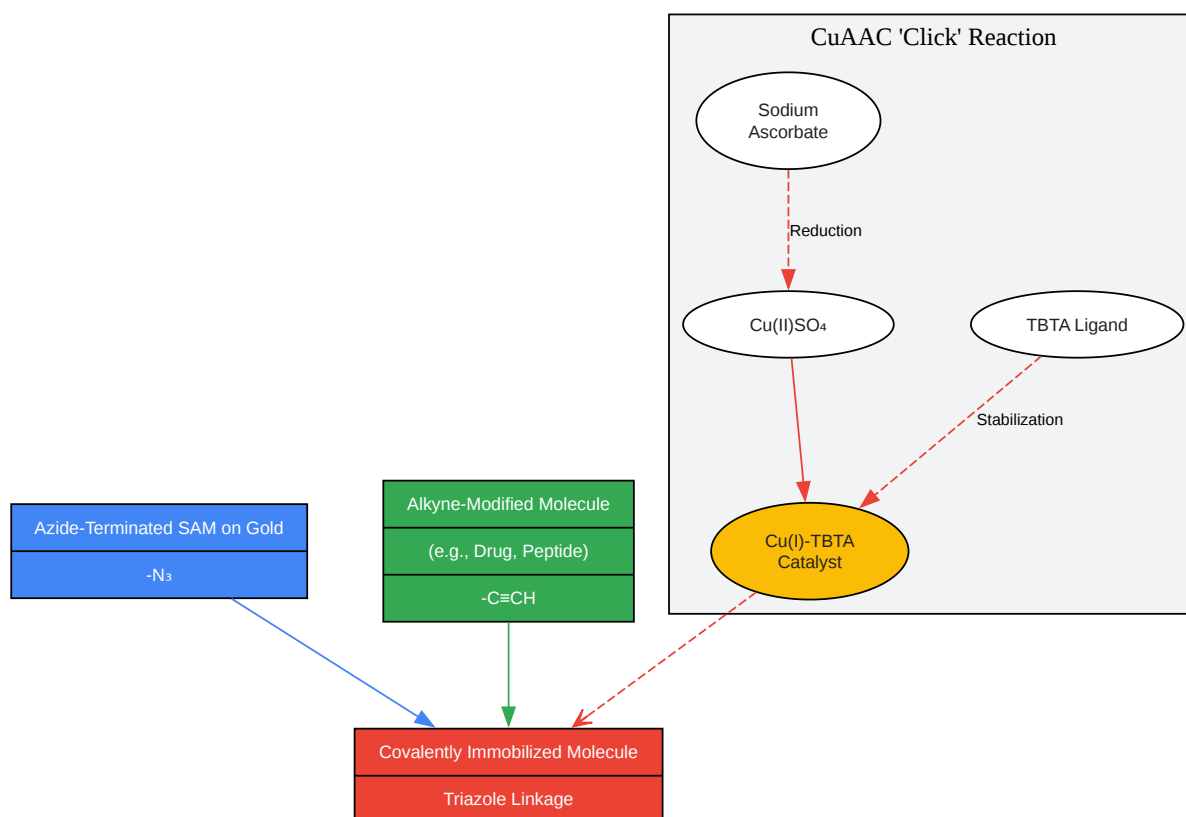 CuAAC 'Click' Reaction
Sodium
Ascorbate
Reduction
Cu(II)SO₄
TBTA Ligand
Stabilization
Alkyne-Modified Molecule
(e.g., Drug, Peptide)
-C≡CH
Azide-Terminated SAM on Gold
-N₃
Cu(I)-TBTA
Catalyst
Covalently Immobilized Molecule
Triazole Linkage